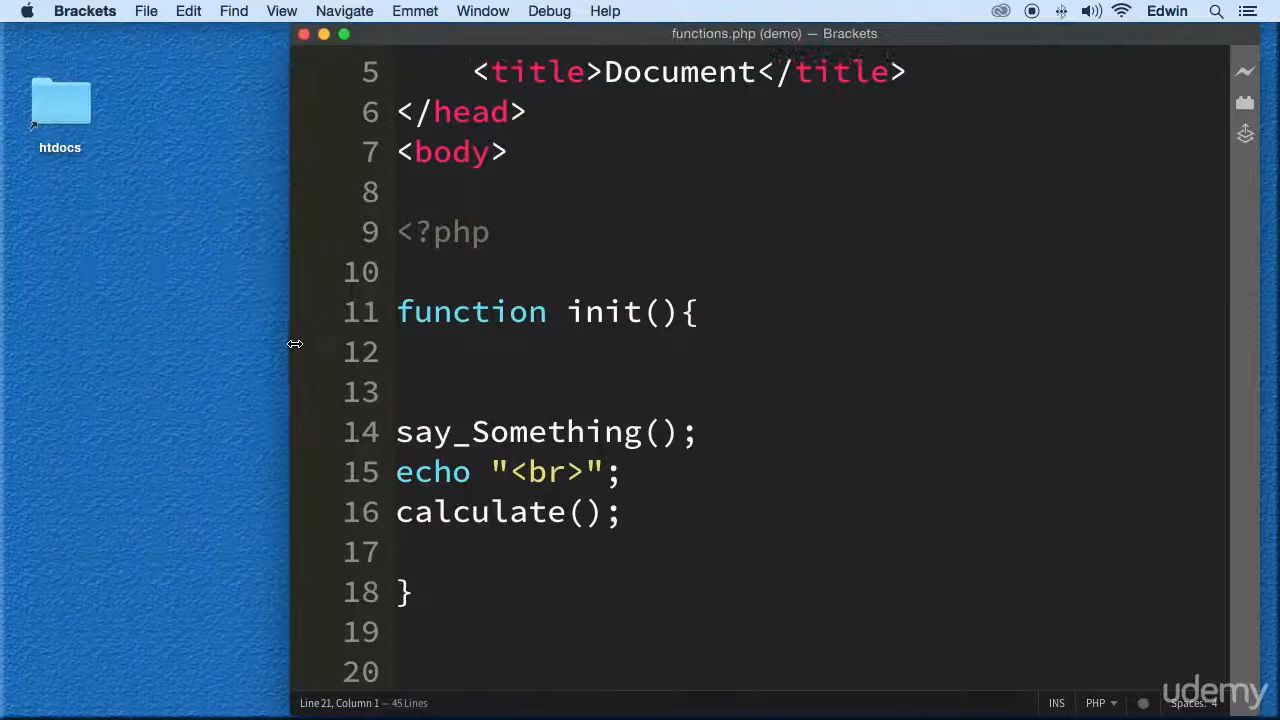 Brackets File Edit Find View Navigate Emmet Window Debug Help Edwin
functions.php (demo) — Brackets
htdocs
5 <title>Document</title>
6 </head>
7 <body>
8
9 <?php
10
11 function init(){
12
13
14 say_Something();
15 echo "<br>";
16 calculate();
17
18 }
19
20
Line 21, Column 1 — 45 Lines INS PHP Spaces: 4
udemy